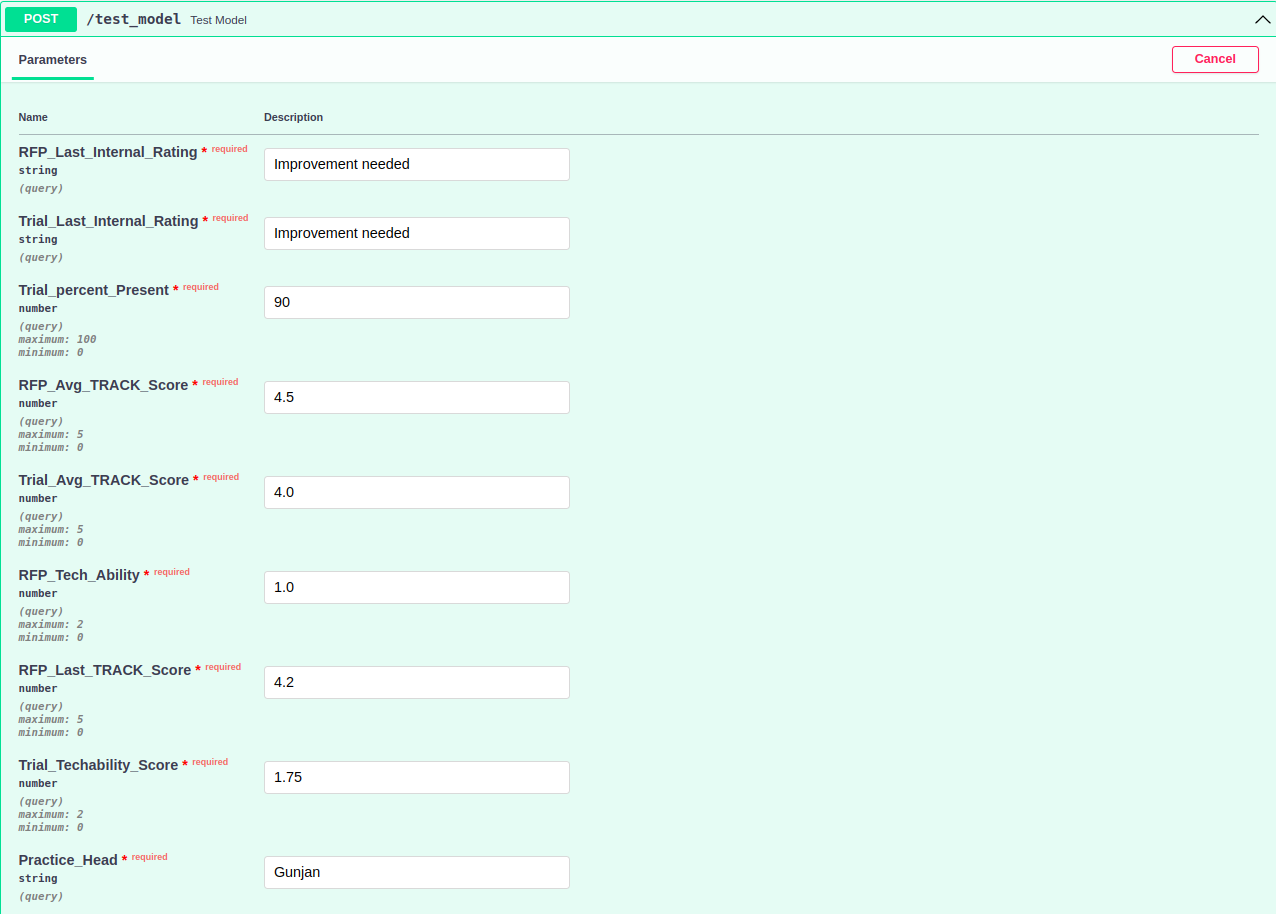 POST /test_model Test Model
Parameters Cancel
Name Description
RFP_Last_Internal_Rating * required
string
(query)
Improvement needed
Trial_Last_Internal_Rating * required
string
(query)
Improvement needed
Trial_percent_Present * required
number
(query)
maximum: 100
minimum: 0
90
RFP_Avg_TRACK_Score * required
number
(query)
maximum: 5
minimum: 0
4.5
Trial_Avg_TRACK_Score * required
number
(query)
maximum: 5
minimum: 0
4.0
RFP_Tech_Ability * required
number
(query)
maximum: 2
minimum: 0
1.0
RFP_Last_TRACK_Score * required
number
(query)
maximum: 5
minimum: 0
4.2
Trial_Techability_Score * required
number
(query)
maximum: 2
minimum: 0
1.75
Practice_Head * required
string
(query)
Gunjan